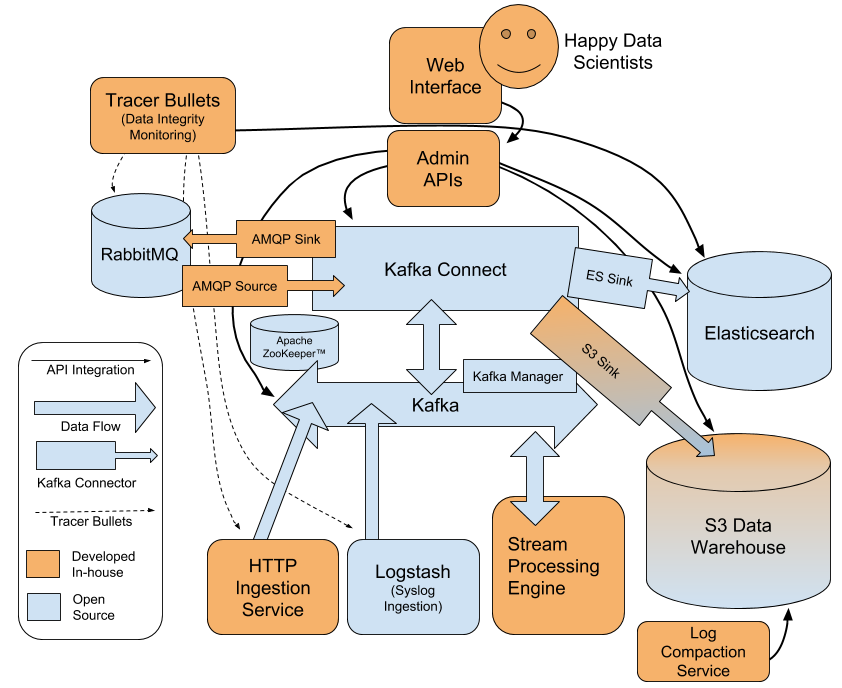 Happy Data
Scientists
Web
Interface
Tracer Bullets
(Data Integrity
Monitoring)
Admin
APIs
RabbitMQ
AMQP Sink
AMQP Source
Kafka Connect
ES Sink
Elasticsearch
Apache
ZooKeeper™
S3 Sink
Kafka Manager
Kafka
API Integration
Data Flow
Kafka Connector
Tracer Bullets
Developed
In-house
Open
Source
HTTP
Ingestion
Service
Logstash
(Syslog
Ingestion)
Stream
Processing
Engine
S3 Data
Warehouse
Log
Compaction
Service